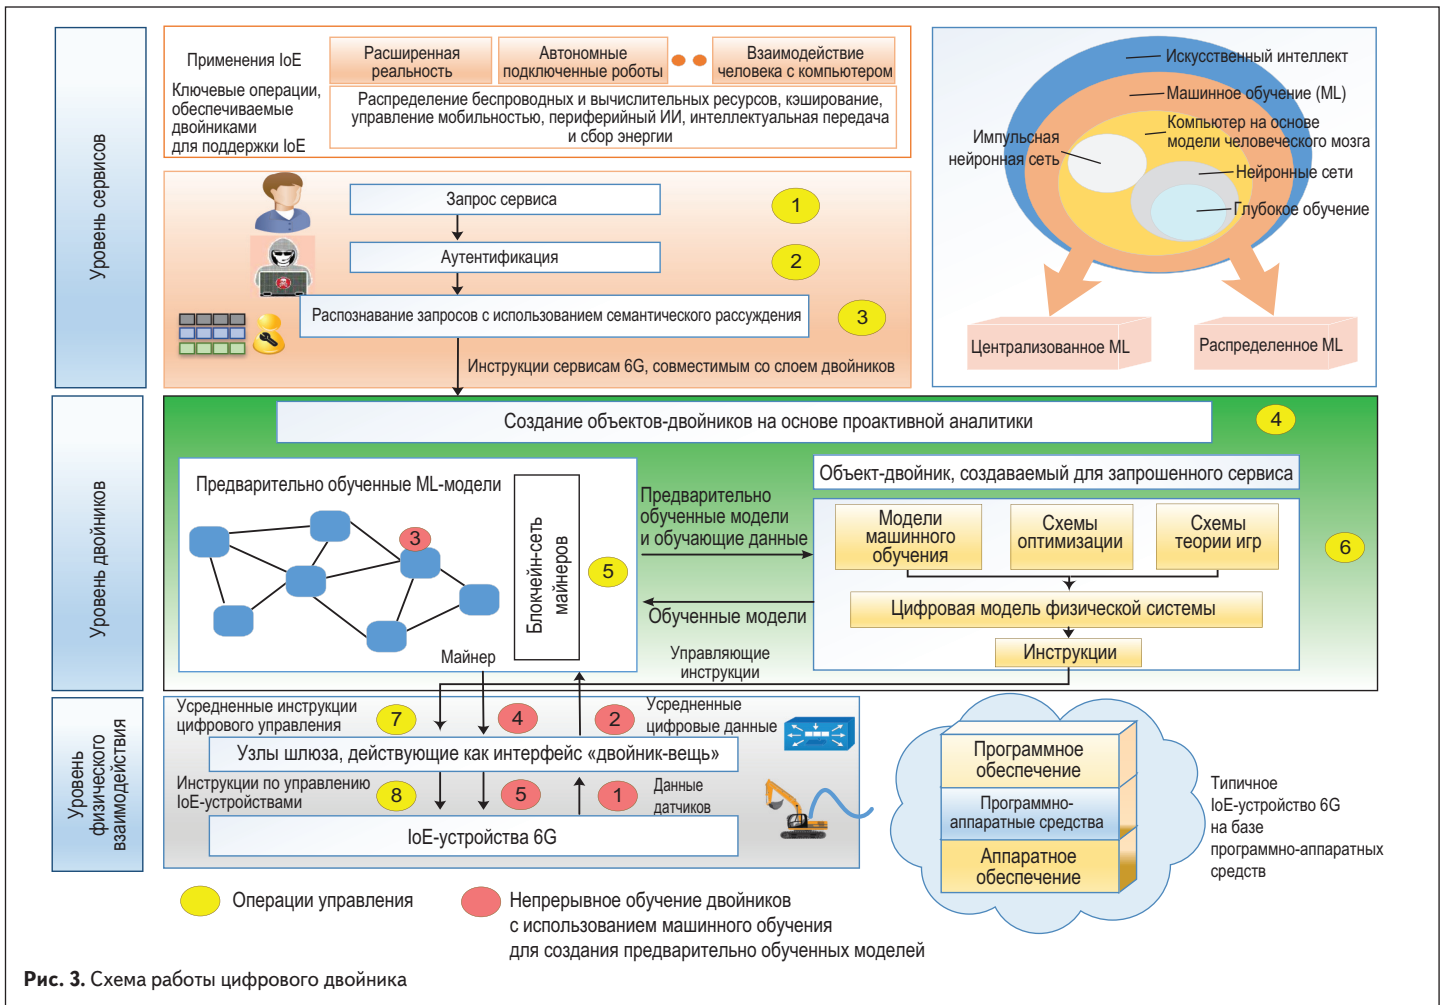 Уровень сервисов
Применения IoE
Расширенная
реальность
Автономные
подключенные роботы
Взаимодействие
человека с компьютером
Ключевые операции,
обеспечиваемые
двойниками
для поддержки IoE
Распределение беспроводных и вычислительных ресурсов, кэширование,
управление мобильностью, периферийный ИИ, интеллектуальная передача
и сбор энергии
Запрос сервиса
1
Аутентификация
2
Распознавание запросов с использованием семантического рассуждения
3
Инструкции сервисам 6G, совместимым со слоем двойников
Искусственный интеллект
Машинное обучение (ML)
Компьютер на основе
модели человеческого мозга
Импульсная
нейронная сеть
Нейронные сети
Глубокое обучение
Централизованное ML
Распределенное ML
Уровень двойников
Создание объектов-двойников на основе проактивной аналитики
4
Предварительно обученные ML-модели
3
Майнер
Блокчейн-сеть
майнеров
5
Предварительно
обученные модели
и обучающие данные
Обученные модели
Управляющие
инструкции
Объект-двойник, создаваемый для запрошенного сервиса
Модели
машинного
обучения
Схемы
оптимизации
Схемы
теории игр
6
Цифровая модель физической системы
Инструкции
Уровень
физического
взаимодействия
Усредненные инструкции
цифрового управления
7
4
2
Усредненные
цифровые данные
Узлы шлюза, действующие как интерфейс «двойник-вещь»
Инструкции по управлению
IoE-устройствами
8
5
1
Данные
датчиков
IoE-устройства 6G
Программное
обеспечение
Программно-
аппаратные средства
Аппаратное
обеспечение
Типичное
IoE-устройство 6G
на базе
программно-аппаратных
средств
Операции управления
Непрерывное обучение двойников
с использованием машинного обучения
для создания предварительно обученных моделей
Рис. 3. Схема работы цифрового двойника